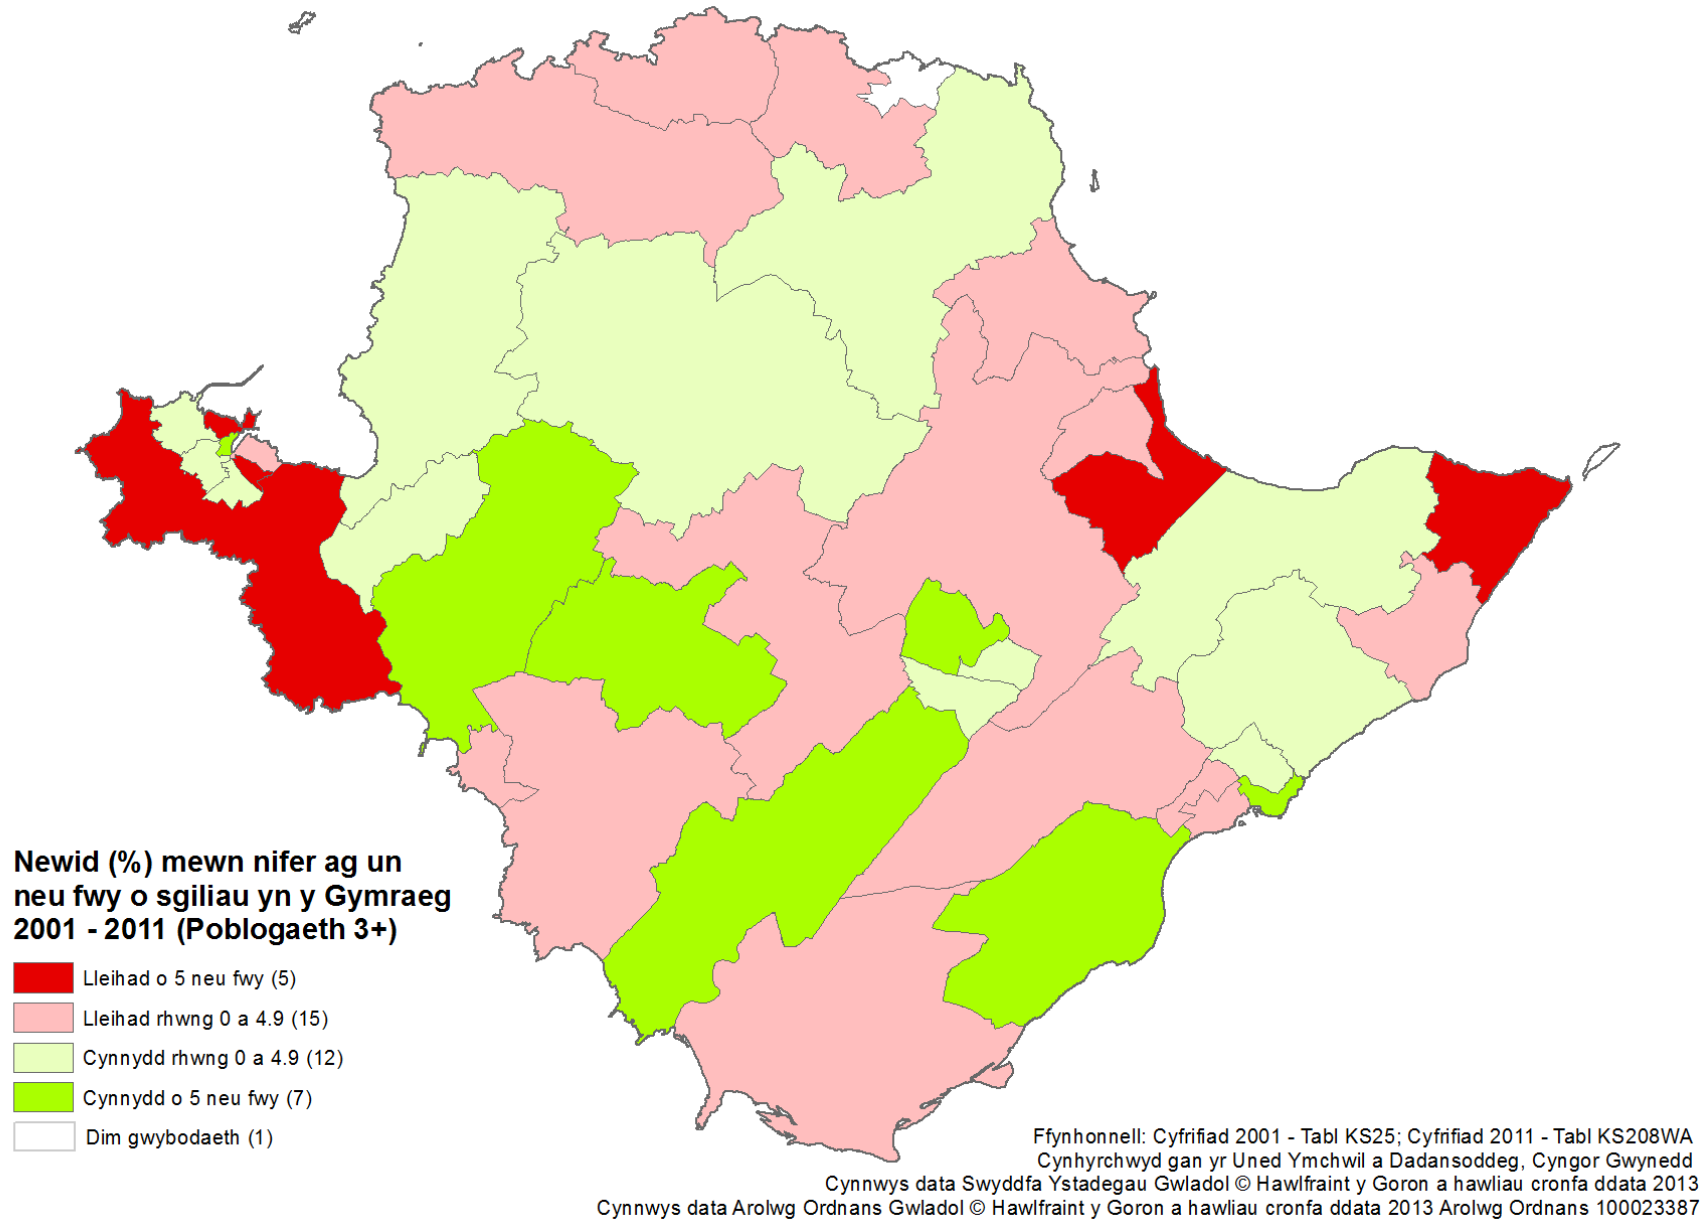 Newid (%) mewn nifer ag un
neu fwy o sgiliau yn y Gymraeg
2001 - 2011 (Poblogaeth 3+)
Lleihad o 5 neu fwy (5)
Lleihad rhwng 0 a 4.9 (15)
Cynnydd rhwng 0 a 4.9 (12)
Cynnydd o 5 neu fwy (7)
Dim gwybodaeth (1)
Ffynhonnell: Cyfrifiad 2001 - Tabl KS25; Cyfrifiad 2011 - Tabl KS208WA
Cynhyrchwyd gan yr Uned Ymchwil a Dadansoddeg, Cyngor Gwynedd
Cynnwys data Swyddfa Ystadegau Gwladol © Hawlfraint y Goron a hawliau cronfa ddata 2013
Cynnwys data Arolwg Ordnans Gwladol © Hawlfraint y Goron a hawliau cronfa ddata 2013 Arolwg Ordnans 100023387